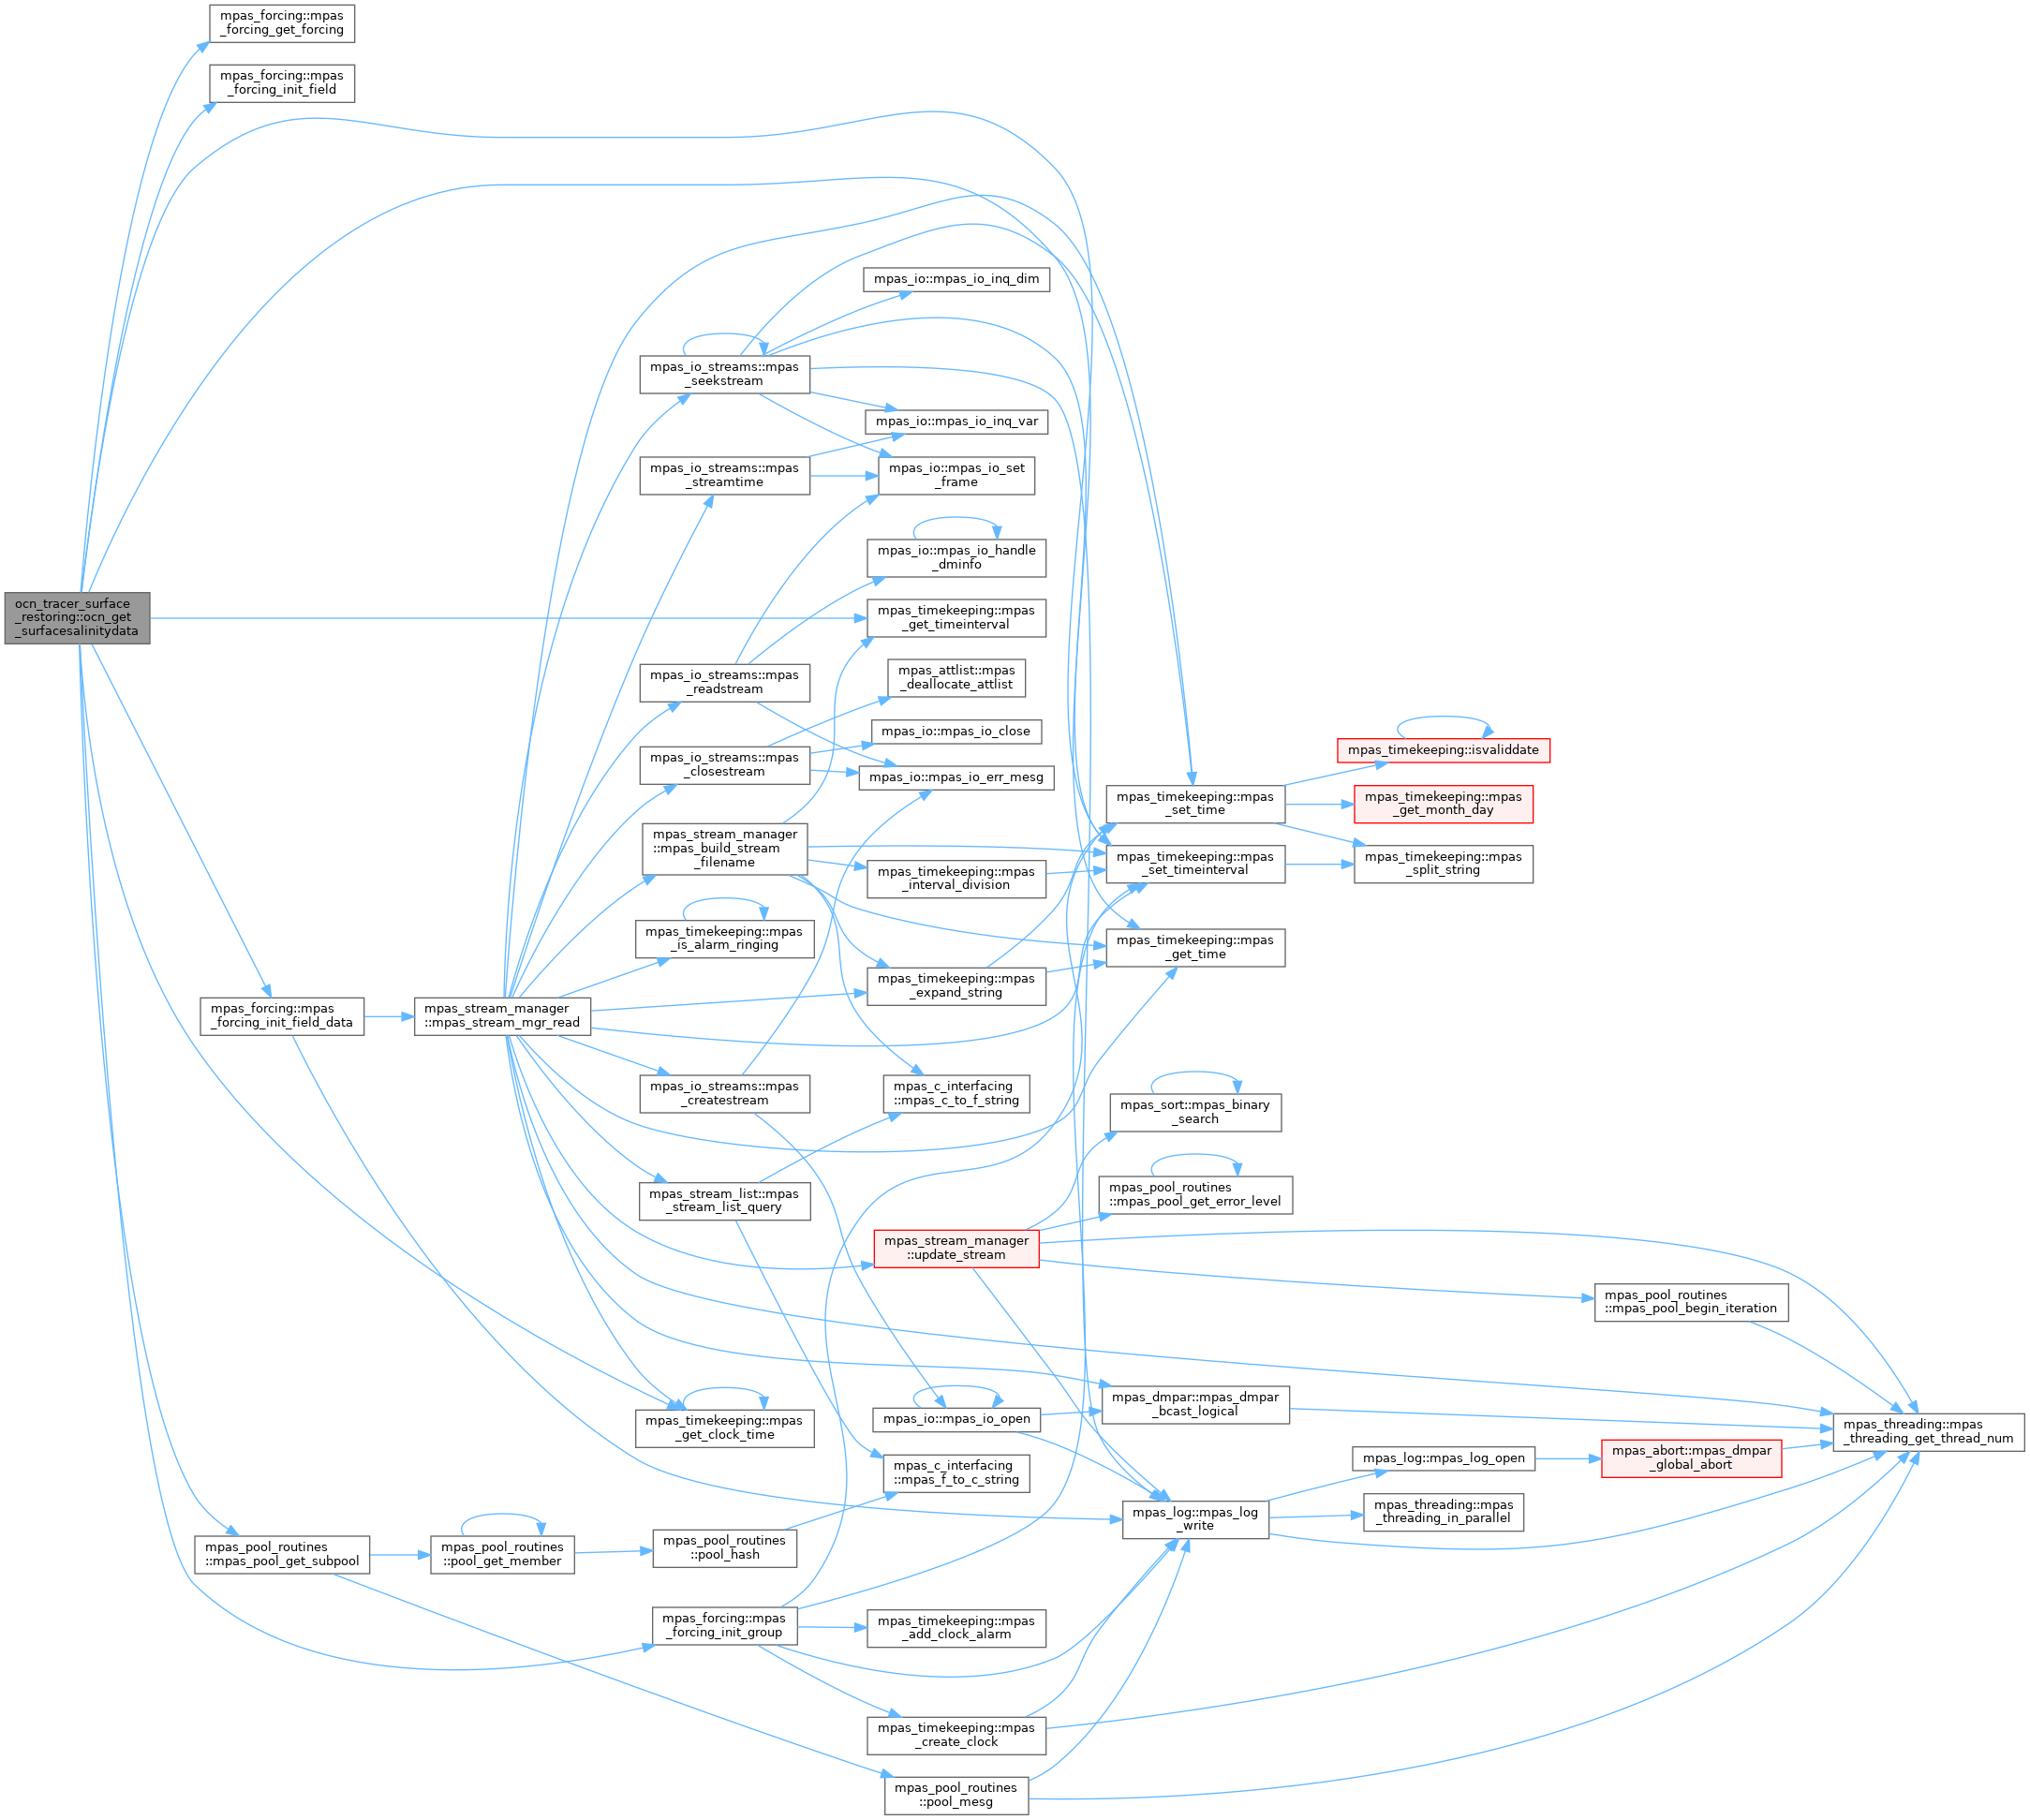 mpas_forcing::mpas
_forcing_get_forcing
mpas_forcing::mpas
_forcing_init_field
mpas_io::mpas_io_inq_dim
mpas_io_streams::mpas
_seekstream
mpas_io::mpas_io_inq_var
mpas_io_streams::mpas
_streamtime
mpas_io::mpas_io_set
_frame
mpas_io::mpas_io_handle
_dminfo
ocn_tracer_surface
_restoring::ocn_get
_surfacesalinitydata
mpas_timekeeping::mpas
_get_timeinterval
mpas_io_streams::mpas
_readstream
mpas_attlist::mpas
_deallocate_attlist
mpas_io::mpas_io_close
mpas_io_streams::mpas
_closestream
mpas_io::mpas_io_err_mesg
mpas_timekeeping::isvaliddate
mpas_timekeeping::mpas
_set_time
mpas_timekeeping::mpas
_get_month_day
mpas_stream_manager
::mpas_build_stream
_filename
mpas_timekeeping::mpas
_set_timeinterval
mpas_timekeeping::mpas
_split_string
mpas_timekeeping::mpas
_interval_division
mpas_timekeeping::mpas
_is_alarm_ringing
mpas_timekeeping::mpas
_get_time
mpas_timekeeping::mpas
_expand_string
mpas_forcing::mpas
_forcing_init_field_data
mpas_stream_manager
::mpas_stream_mgr_read
mpas_io_streams::mpas
_createstream
mpas_c_interfacing
::mpas_c_to_f_string
mpas_sort::mpas_binary
_search
mpas_stream_list::mpas
_stream_list_query
mpas_pool_routines
::mpas_pool_get_error_level
mpas_stream_manager
::update_stream
mpas_pool_routines
::mpas_pool_begin_iteration
mpas_dmpar::mpas_dmpar
_bcast_logical
mpas_io::mpas_io_open
mpas_timekeeping::mpas
_get_clock_time
mpas_threading::mpas
_threading_get_thread_num
mpas_log::mpas_log_open
mpas_abort::mpas_dmpar
_global_abort
mpas_c_interfacing
::mpas_f_to_c_string
mpas_log::mpas_log
_write
mpas_threading::mpas
_threading_in_parallel
mpas_pool_routines
::mpas_pool_get_subpool
mpas_pool_routines
::pool_get_member
mpas_pool_routines
::pool_hash
mpas_forcing::mpas
_forcing_init_group
mpas_timekeeping::mpas
_add_clock_alarm
mpas_timekeeping::mpas
_create_clock
mpas_pool_routines
::pool_mesg